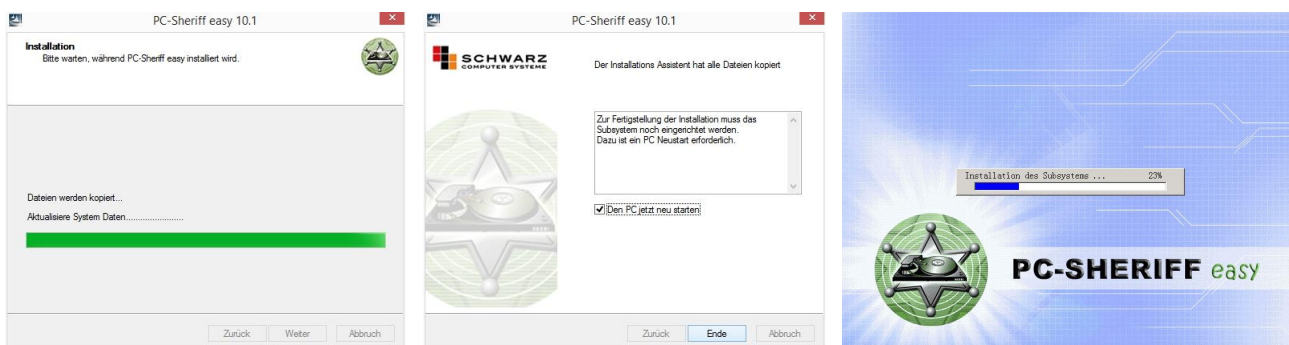 PC-Sheriff easy 10.1
Installation
Bitte warten, während PC-Sheriff easy installiert wird.
Dateien werden kopiert...
Aktualisiere System Daten........................
Zurück
Weiter
Abbruch
PC-Sheriff easy 10.1
SCHWARZ
COMPUTER SYSTEME
Der Installations Assistent hat alle Dateien kopiert
Zur Fertigstellung der Installation muss das
Subsystem noch eingerichtet werden.
Dazu ist ein PC Neustart erforderlich.
Den PC jetzt neu starten
Zurück
Ende
Abbruch
Installation des Subsystems ... 23%
PC-SHERIFF easy